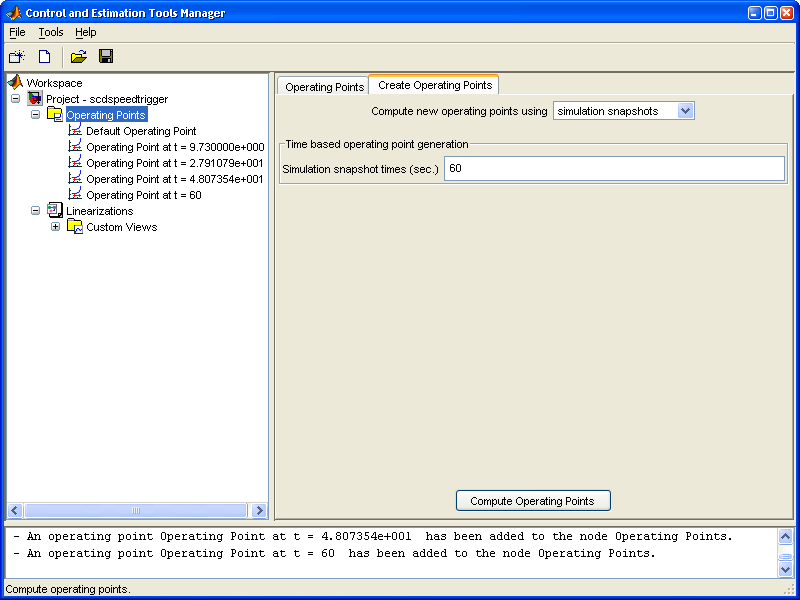 Control and Estimation Tools Manager
File Tools Help
Workspace
Project - scdspeedtrigger
Operating Points
Default Operating Point
Operating Point at t = 9.730000e+000
Operating Point at t = 2.791079e+001
Operating Point at t = 4.807354e+001
Operating Point at t = 60
Linearizations
Custom Views
Operating Points Create Operating Points
Compute new operating points using simulation snapshots
Time based operating point generation
Simulation snapshot times (sec.) 60
Compute Operating Points
- An operating point Operating Point at t = 4.807354e+001 has been added to the node Operating Points.
- An operating point Operating Point at t = 60 has been added to the node Operating Points.
Compute operating points.